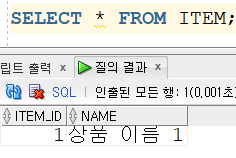 SELECT * FROM ITEM;
립트 출력 × 질의 결과 ×
SQL | 인출된 모든 행: 1(0,001초)
ITEM_ID NAME
1 상품 이름 1